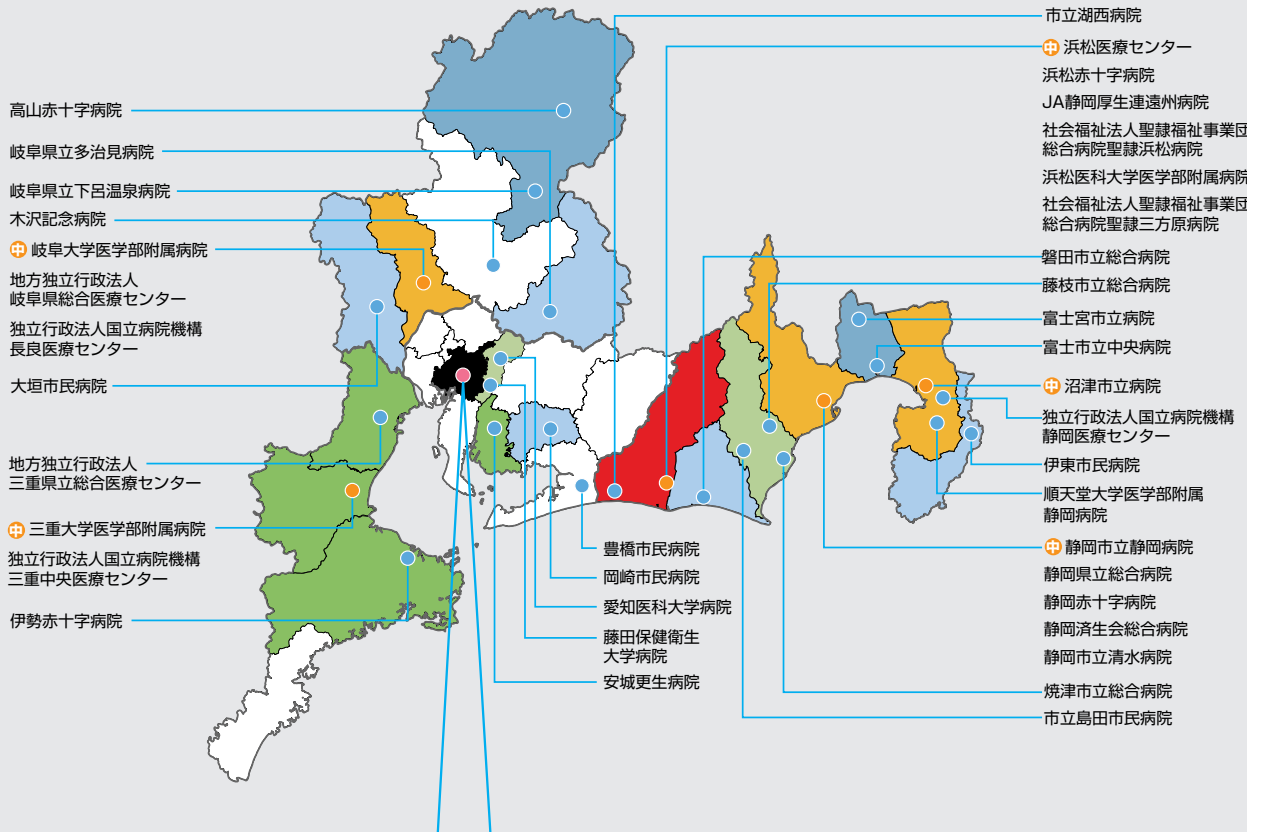 高山赤十字病院
岐阜県立多治見病院
岐阜県立下呂温泉病院
木沢記念病院
中 岐阜大学医学部附属病院
地方独立行政法人
岐阜県総合医療センター
独立行政法人国立病院機構
長良医療センター
大垣市民病院
地方独立行政法人
三重県立総合医療センター
中 三重大学医学部附属病院
独立行政法人国立病院機構
三重中央医療センター
伊勢赤十字病院
豊橋市民病院
岡崎市民病院
愛知医科大学病院
藤田保健衛生
大学病院
安城更生病院
市立湖西病院
中 浜松医療センター
浜松赤十字病院
JA静岡厚生連遠州病院
社会福祉法人聖隷福祉事業団
総合病院聖隷浜松病院
浜松医科大学医学部附属病院
社会福祉法人聖隷福祉事業団
総合病院聖隷三方原病院
磐田市立総合病院
藤枝市立総合病院
富士宮市立病院
富士市立中央病院
中 沼津市立病院
独立行政法人国立病院機構
静岡医療センター
伊東市民病院
順天堂大学医学部附属
静岡病院
中 静岡市立静岡病院
静岡県立総合病院
静岡赤十字病院
静岡済生会総合病院
静岡市立清水病院
焼津市立総合病院
市立島田市民病院